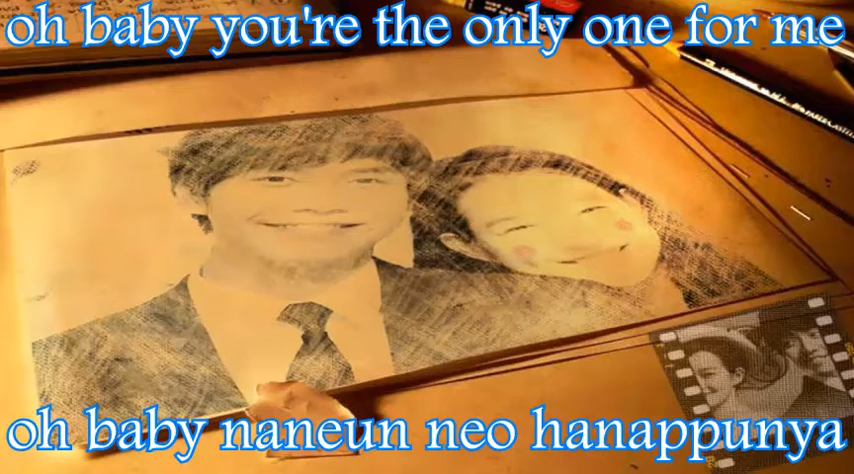 oh baby you're the only one for me
oh baby naneun neo hanappunya